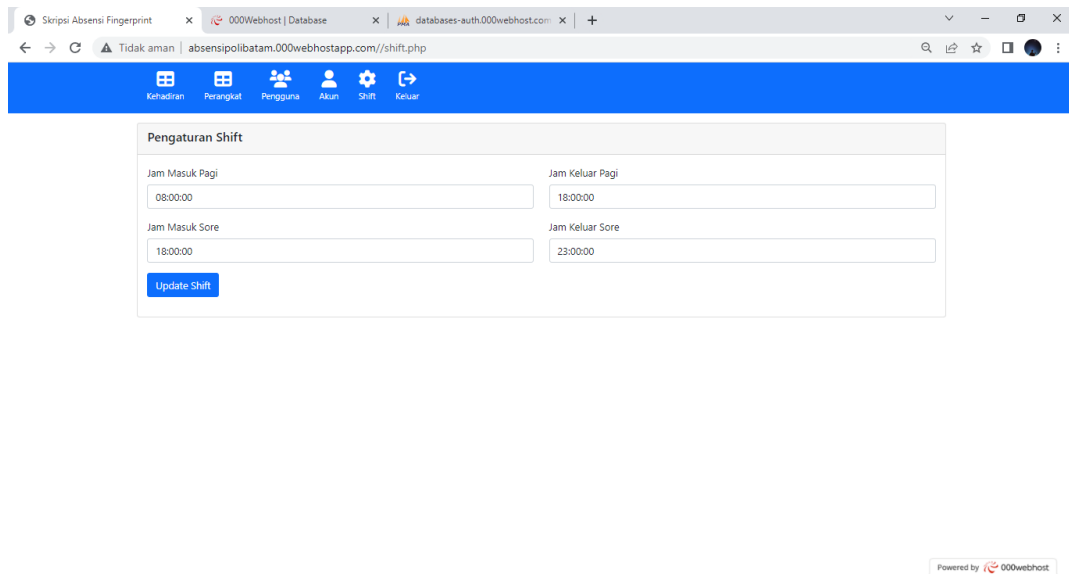 Skripsi Absensi Fingerprint
000Webhost | Database
databases-auth.000webhost.com
Tidak aman | absensipolibatam.000webhostapp.com//shift.php
Kehadiran Perangkat Pengguna Akun Shift Keluar
Pengaturan Shift
Jam Masuk Pagi Jam Keluar Pagi
08:00:00 18:00:00
Jam Masuk Sore Jam Keluar Sore
18:00:00 23:00:00
Update Shift
Powered by 000webhost